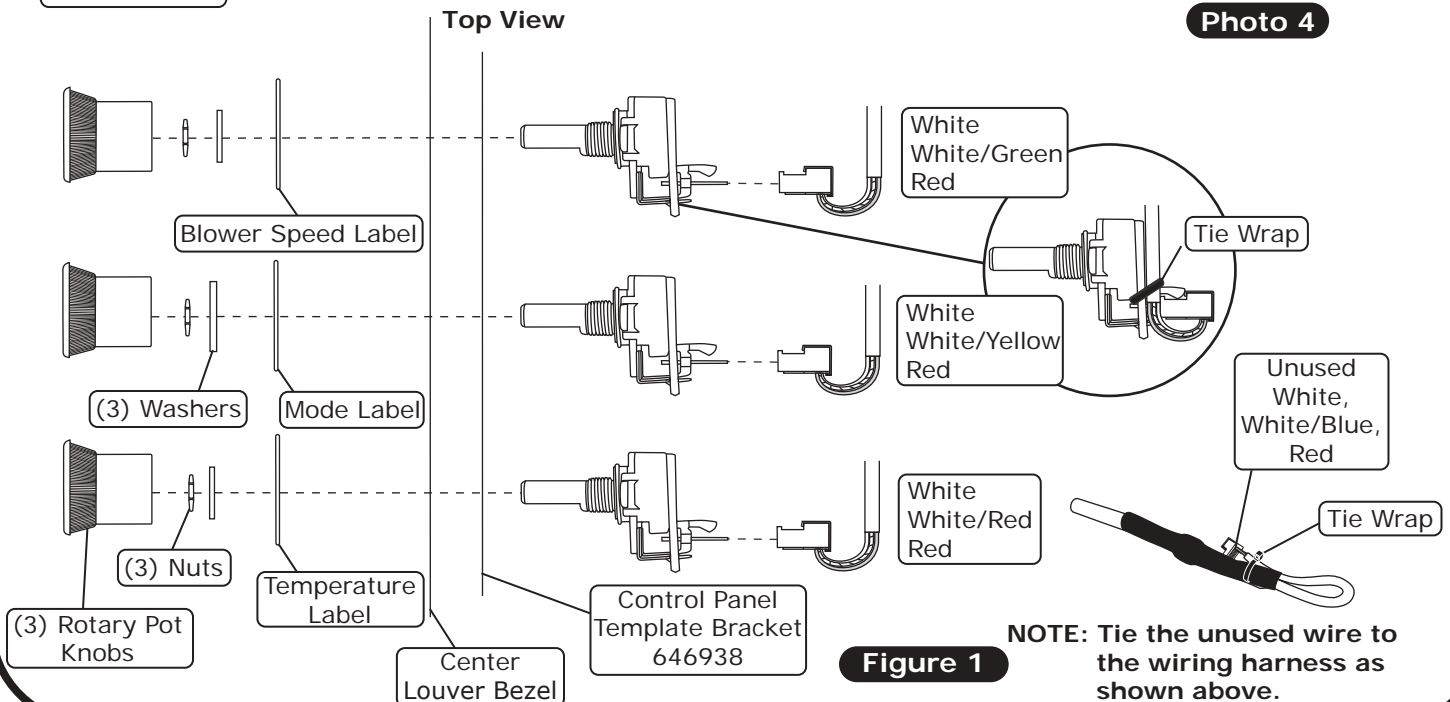 Top View
Photo 4
White
White/Green
Red
Blower Speed Label
Tie Wrap
White
White/Yellow
Red
(3) Washers
Mode Label
Unused
White,
White/Blue,
Red
Tie Wrap
White
White/Red
Red
(3) Nuts
Temperature
Label
(3) Rotary Pot
Knobs
Control Panel
Template Bracket
646938
Center
Louver Bezel
Figure 1
NOTE: Tie the unused wire to
the wiring harness as
shown above.